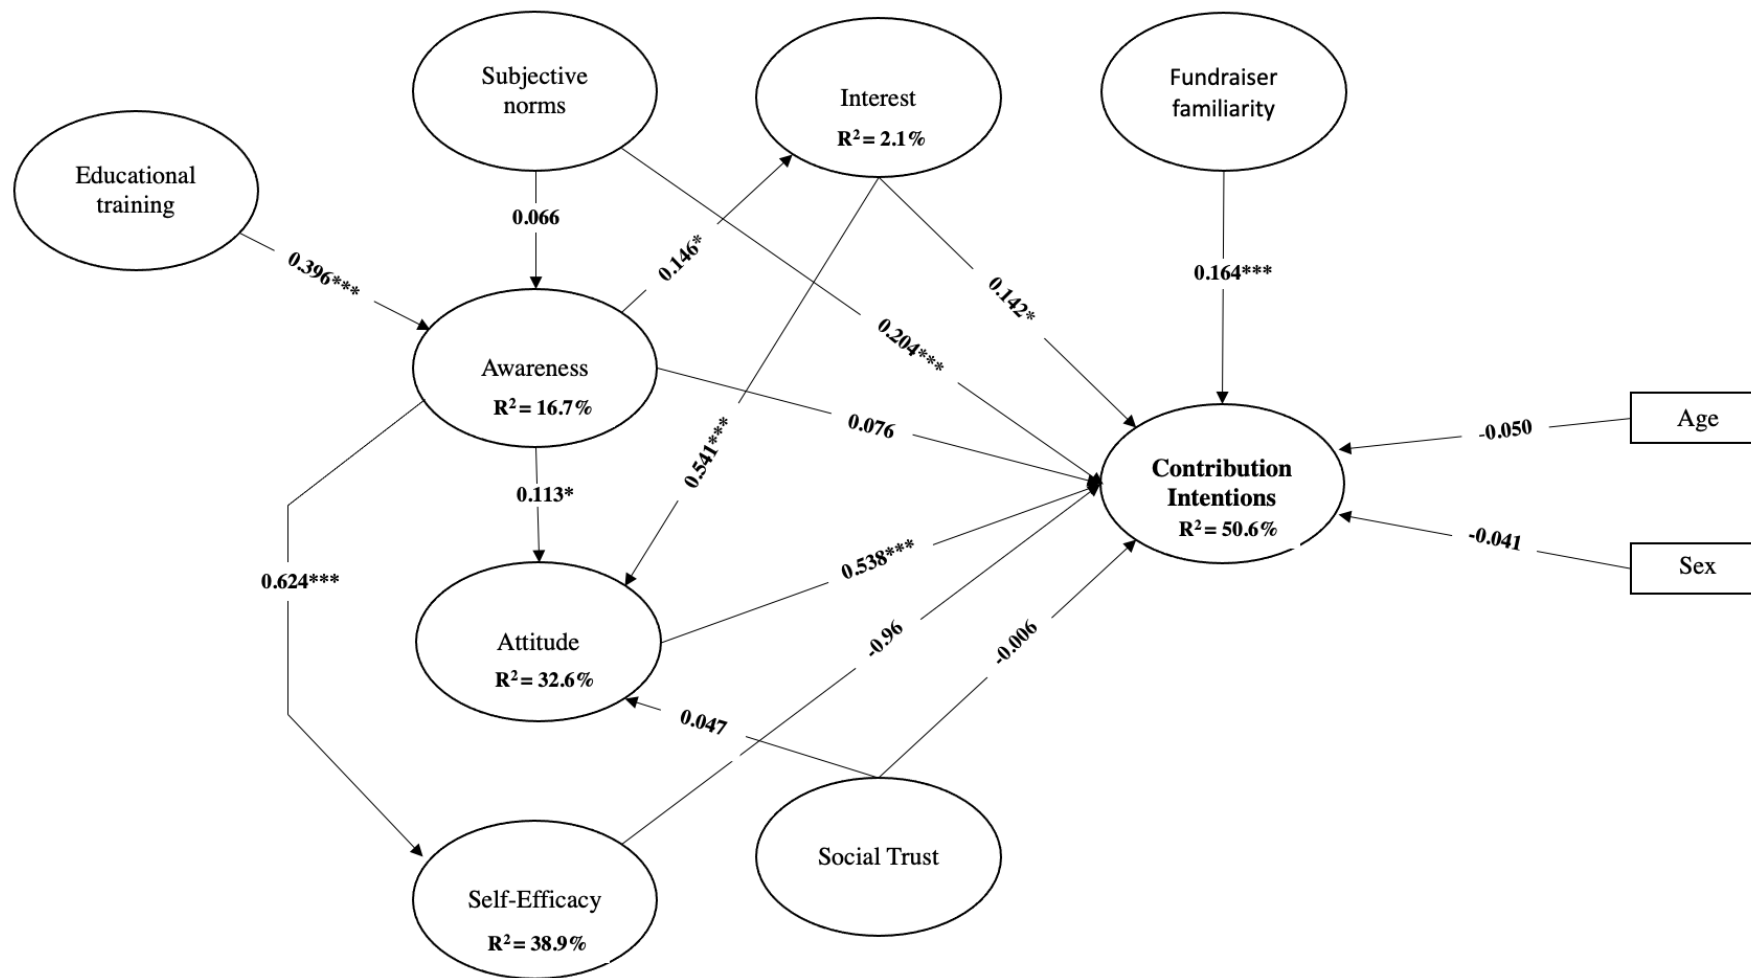 Subjective
norms
Interest
R² = 2.1%
Fundraiser
familiarity
Educational
training
0.066
0.396***
0.146*
0.142*
0.164***
0.204***
Awareness
R² = 16.7%
0.076
Age
-0.050
0.541***
Contribution
Intentions
R² = 50.6%
0.113*
-0.041
Sex
0.624***
0.538***
Attitude
R² = 32.6%
-0.96
-0.006
0.047
Social Trust
Self-Efficacy
R² = 38.9%